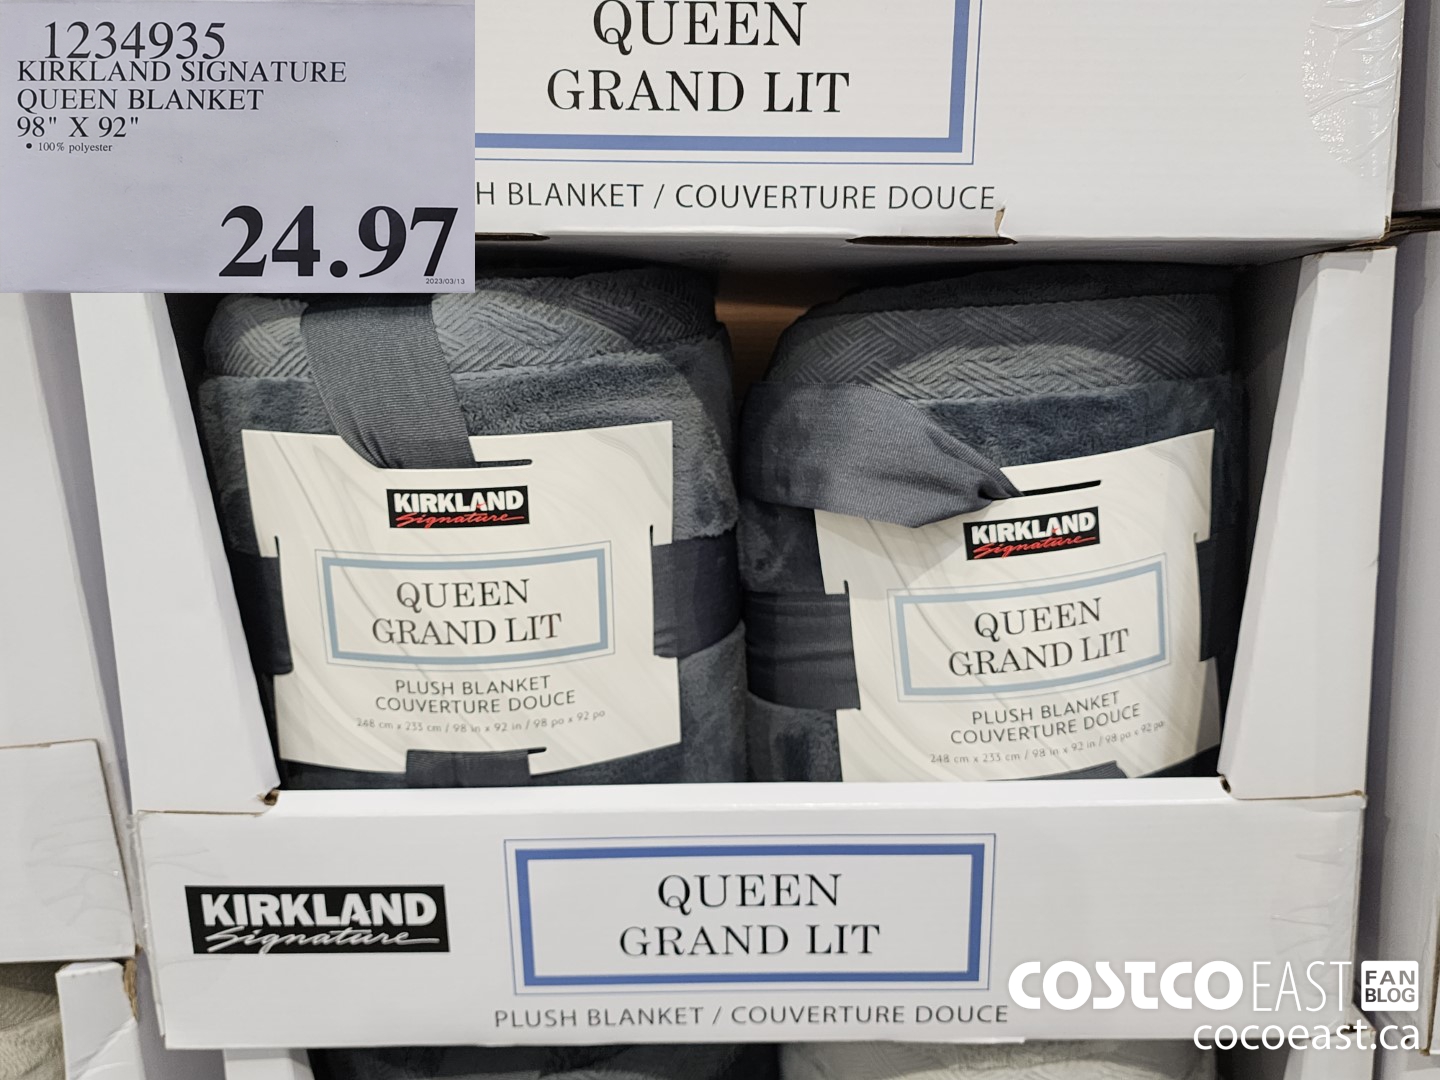 1234935
KIRKLAND SIGNATURE
QUEEN BLANKET
98" X 92"
• 100% polyester
24.97
2023/03/13
QUEEN
GRAND LIT
H BLANKET / COUVERTURE DOUCE
KIRKLAND
Signature
QUEEN
GRAND LIT
PLUSH BLANKET
COUVERTURE DOUCE
248 cm x 233 cm / 98 in x 92 in / 98 po x 92 po
KIRKLAND
Signature
QUEEN
GRAND LIT
PLUSH BLANKET
COUVERTURE DOUCE
248 cm x 233 cm / 98 in x 92 in / 98 po x 92 po
KIRKLAND
Signature
QUEEN
GRAND LIT
PLUSH BLANKET / COUVERTURE DOUCE
COSTCO EAST FAN BLOG
cocoeast.ca